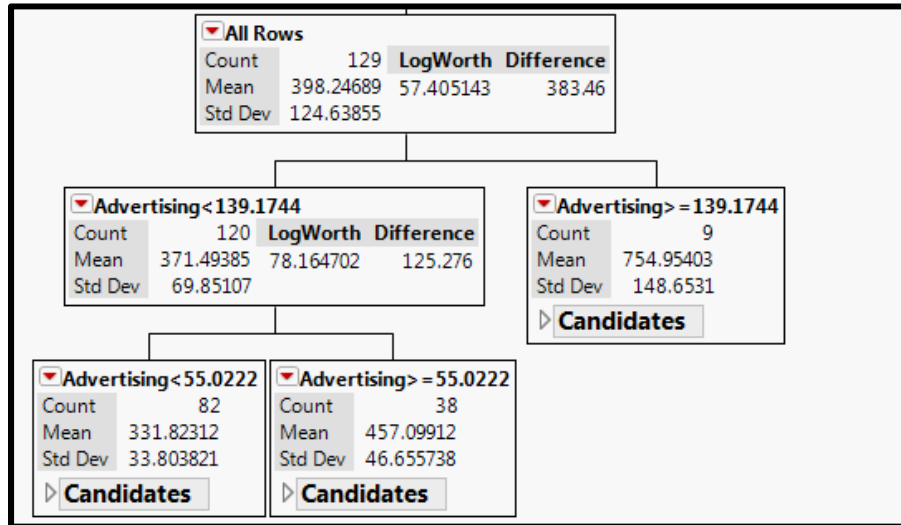 All Rows
Count 129 LogWorth Difference
Mean 398.24689 57.405143 383.46
Std Dev 124.63855
Advertising<139.1744
Count 120 LogWorth Difference
Mean 371.49385 78.164702 125.276
Std Dev 69.85107
Advertising>=139.1744
Count 9
Mean 754.95403
Std Dev 148.6531
Candidates
Advertising<55.0222
Count 82
Mean 331.82312
Std Dev 33.803821
Candidates
Advertising>=55.0222
Count 38
Mean 457.09912
Std Dev 46.655738
Candidates